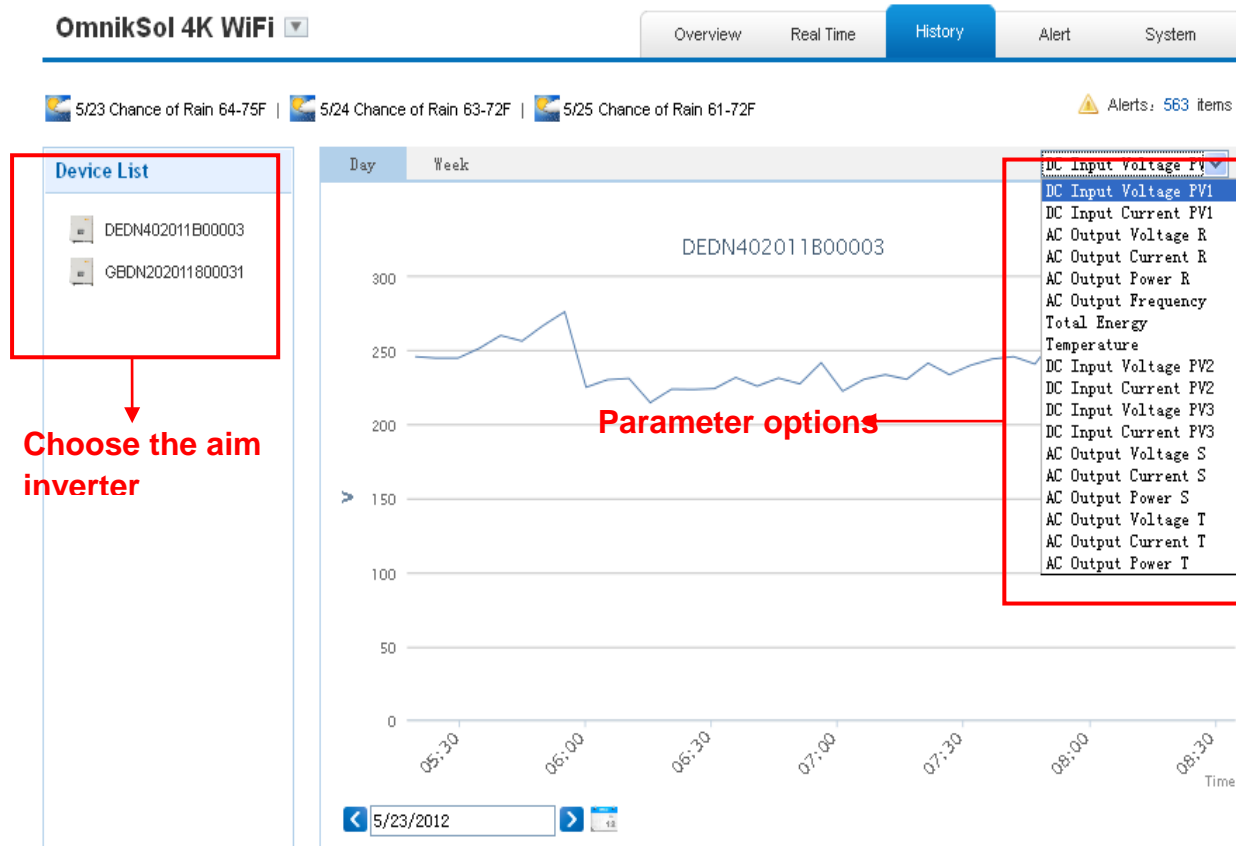 OmnikSol 4K WiFi
Overview Real Time History Alert System
5/23 Chance of Rain 64-75F | 5/24 Chance of Rain 63-72F | 5/25 Chance of Rain 61-72F
Alerts: 563 items
Device List
DEDN402011B00003
GBDN202011800031
Choose the aim
inverter
Day Week
DC Input Voltage PV
DC Input Voltage PV1
DC Input Current PV1
AC Output Voltage R
AC Output Current R
AC Output Power R
AC Output Frequency
Total Energy
Temperature
DC Input Voltage PV2
DC Input Current PV2
DC Input Voltage PV3
DC Input Current PV3
AC Output Voltage S
AC Output Current S
AC Output Power S
AC Output Voltage T
AC Output Current T
AC Output Power T
Parameter options
DEDN402011B00003
300
250
200
150
100
50
0
V
05:30 06:00 06:30 07:00 07:30 08:00 08:30
Time
5/23/2012